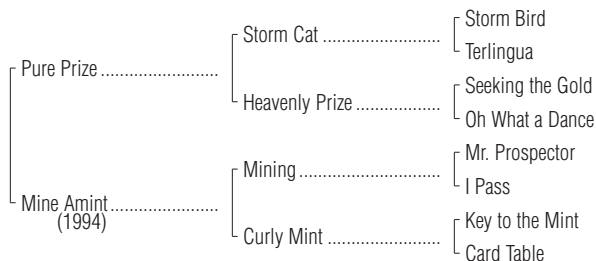 Storm Bird
Storm Cat ........................
Terlingua
Pure Prize ........................
Seeking the Gold
Heavenly Prize .................
Oh What a Dance
Mr. Prospector
Mining .............................
I Pass
Mine Amint ......................
(1994)
Key to the Mint
Curly Mint .......................
Card Table